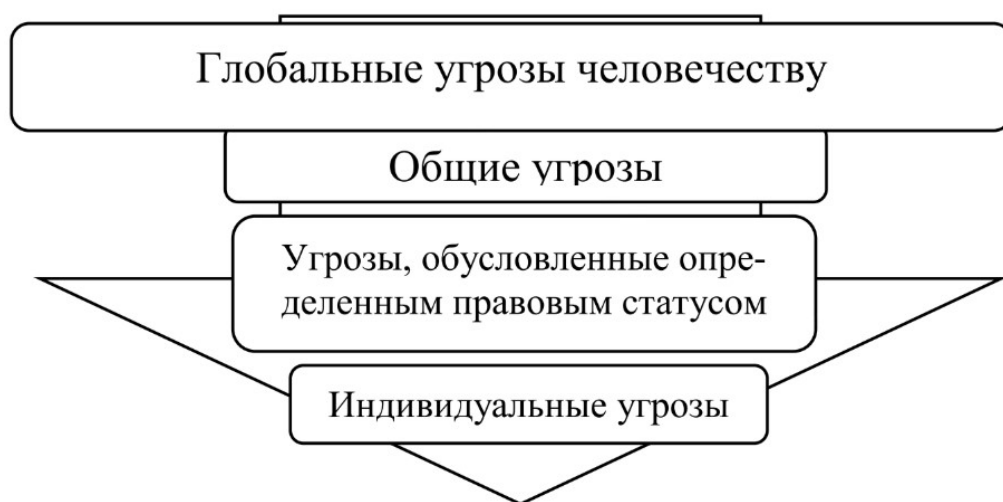 Глобальные угрозы человечеству
Общие угрозы
Угрозы, обусловленные опре-
деленным правовым статусом
Индивидуальные угрозы